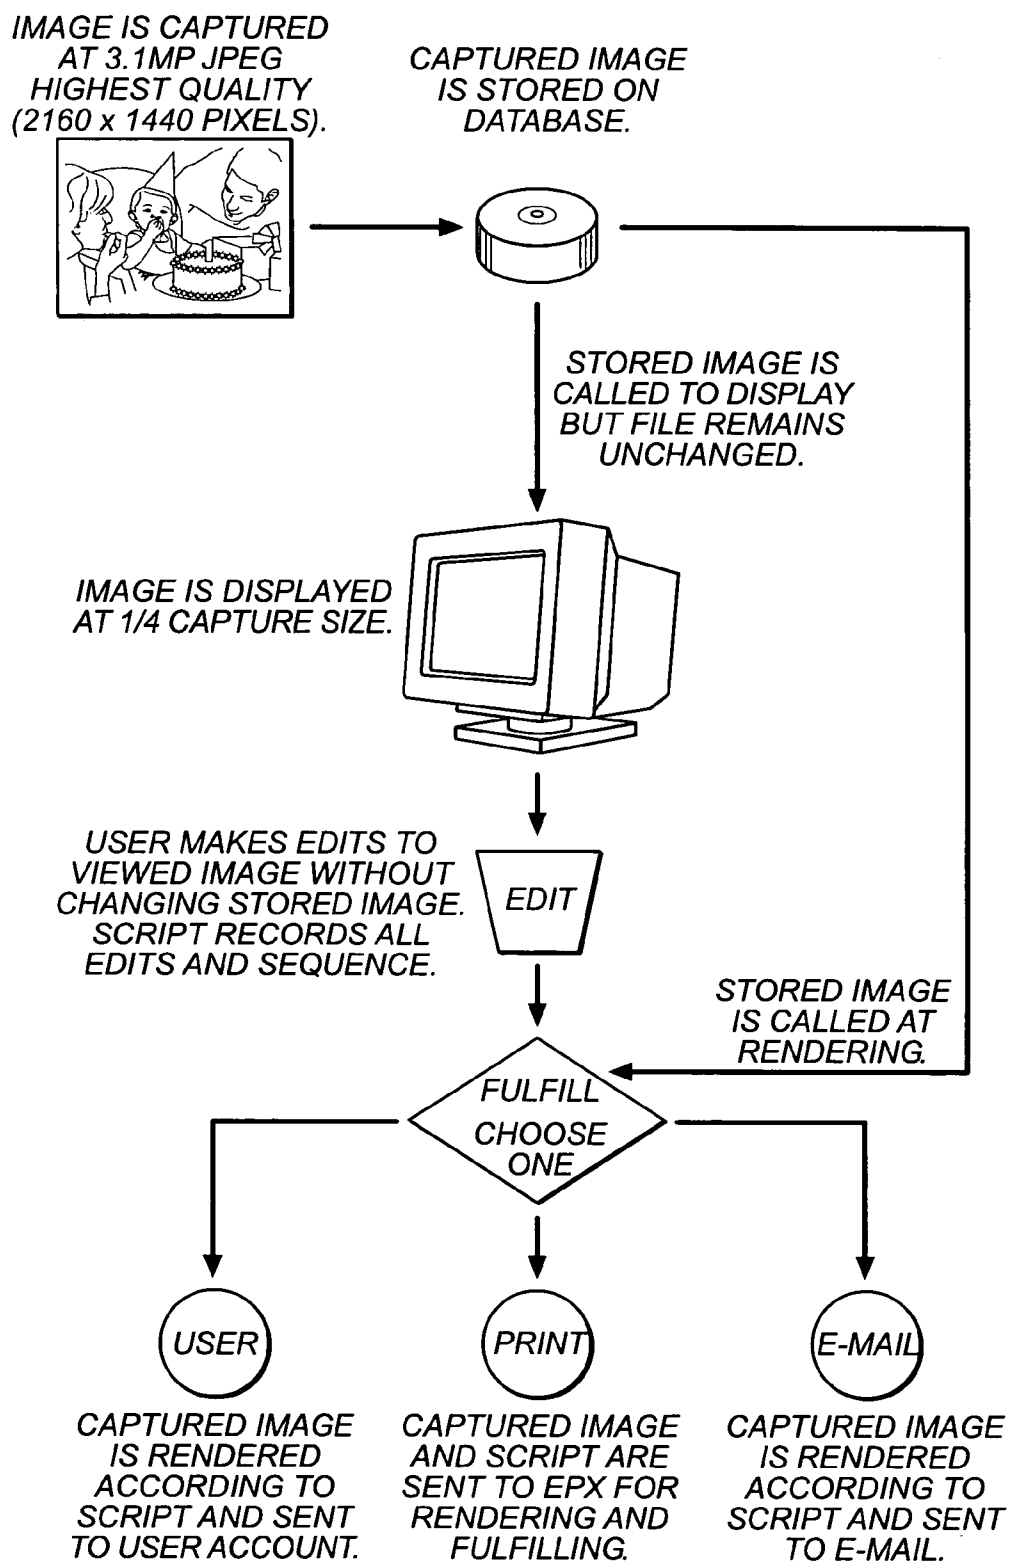 IMAGE IS CAPTURED
AT 3.1MP JPEG
HIGHEST QUALITY
(2160 x 1440 PIXELS).
CAPTURED IMAGE
IS STORED ON
DATABASE.
STORED IMAGE IS
CALLED TO DISPLAY
BUT FILE REMAINS
UNCHANGED.
IMAGE IS DISPLAYED
AT 1/4 CAPTURE SIZE.
USER MAKES EDITS TO
VIEWED IMAGE WITHOUT
CHANGING STORED IMAGE.
SCRIPT RECORDS ALL
EDITS AND SEQUENCE.
EDIT
STORED IMAGE
IS CALLED AT
RENDERING.
FULFILL
CHOOSE
ONE
USER
PRINT
E-MAIL
CAPTURED IMAGE
IS RENDERED
ACCORDING TO
SCRIPT AND SENT
TO USER ACCOUNT.
CAPTURED IMAGE
AND SCRIPT ARE
SENT TO EPX FOR
RENDERING AND
FULFILLING.
CAPTURED IMAGE
IS RENDERED
ACCORDING TO
SCRIPT AND SENT
TO E-MAIL.